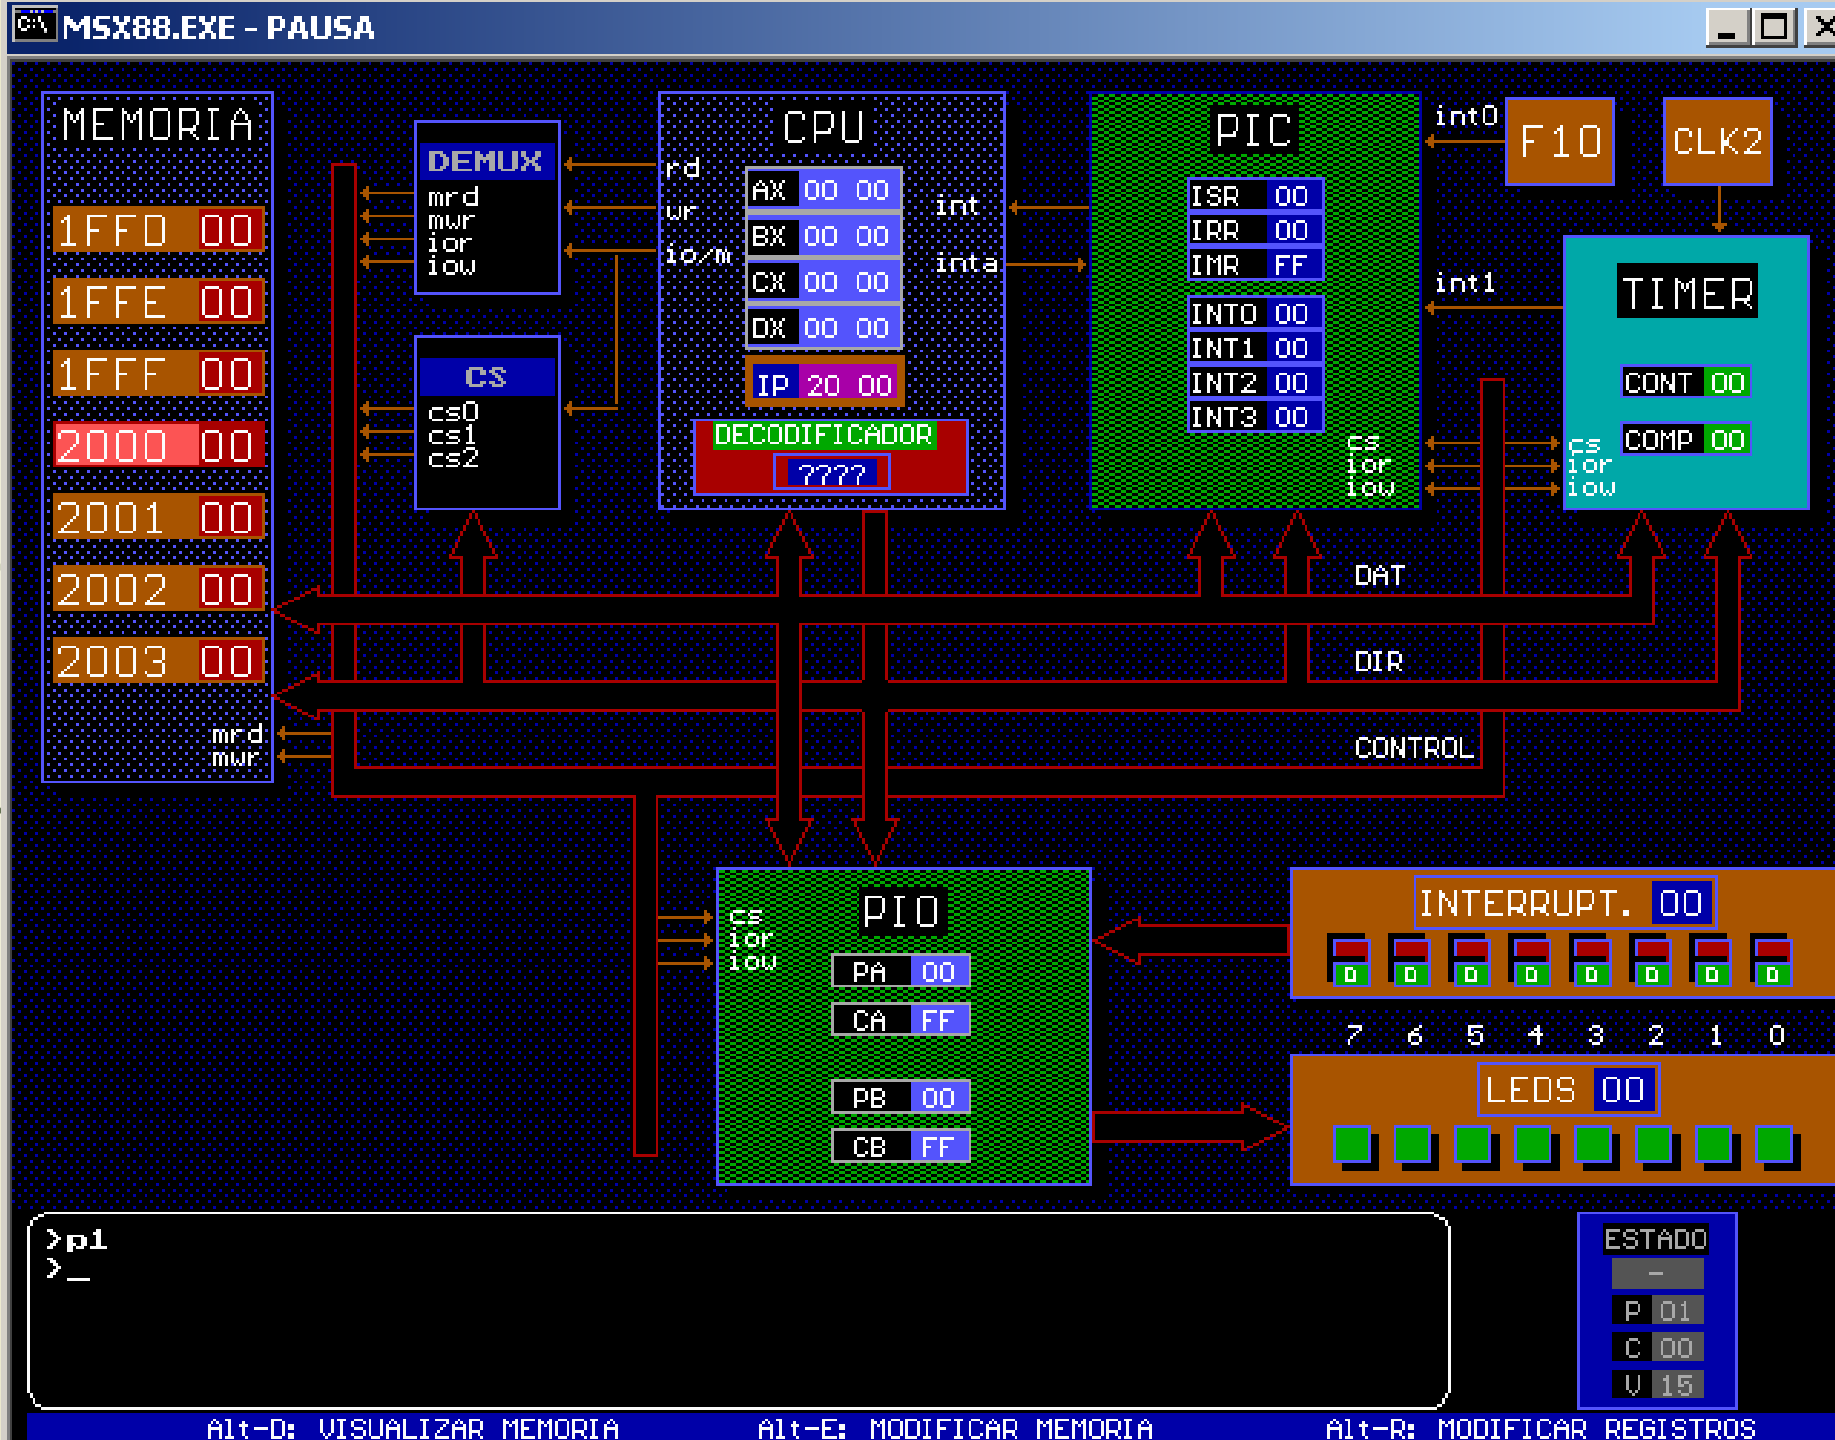 MSX88.EXE - PAUSA
MEMORIA
1FFD 00
1FFE 00
1FFF 00
2000 00
2001 00
2002 00
2003 00
mrd
mwr
DEMUX
mrd
mwr
ior
iow
CS
cs0
cs1
cs2
CPU
rd
wr
io/m
AX 00 00
BX 00 00
CX 00 00
DX 00 00
IP 20 00
DECODIFICADOR
????
int
inta
PIC
ISR 00
IRR 00
IMR FF
INT0 00
INT1 00
INT2 00
INT3 00
cs
ior
iow
int0
F10
CLK2
int1
TIMER
CONT 00
COMP 00
cs
ior
iow
DAT
DIR
CONTROL
PIO
cs
ior
iow
PA 00
CA FF
PB 00
CB FF
INTERRUPT. 00
D D D D D D D D
7 6 5 4 3 2 1 0
LEDS 00
>p1
>_
ESTADO
-
P 01
C 00
V 15
Alt-D: VISUALIZAR MEMORIA Alt-E: MODIFICAR MEMORIA Alt-R: MODIFICAR REGISTROS